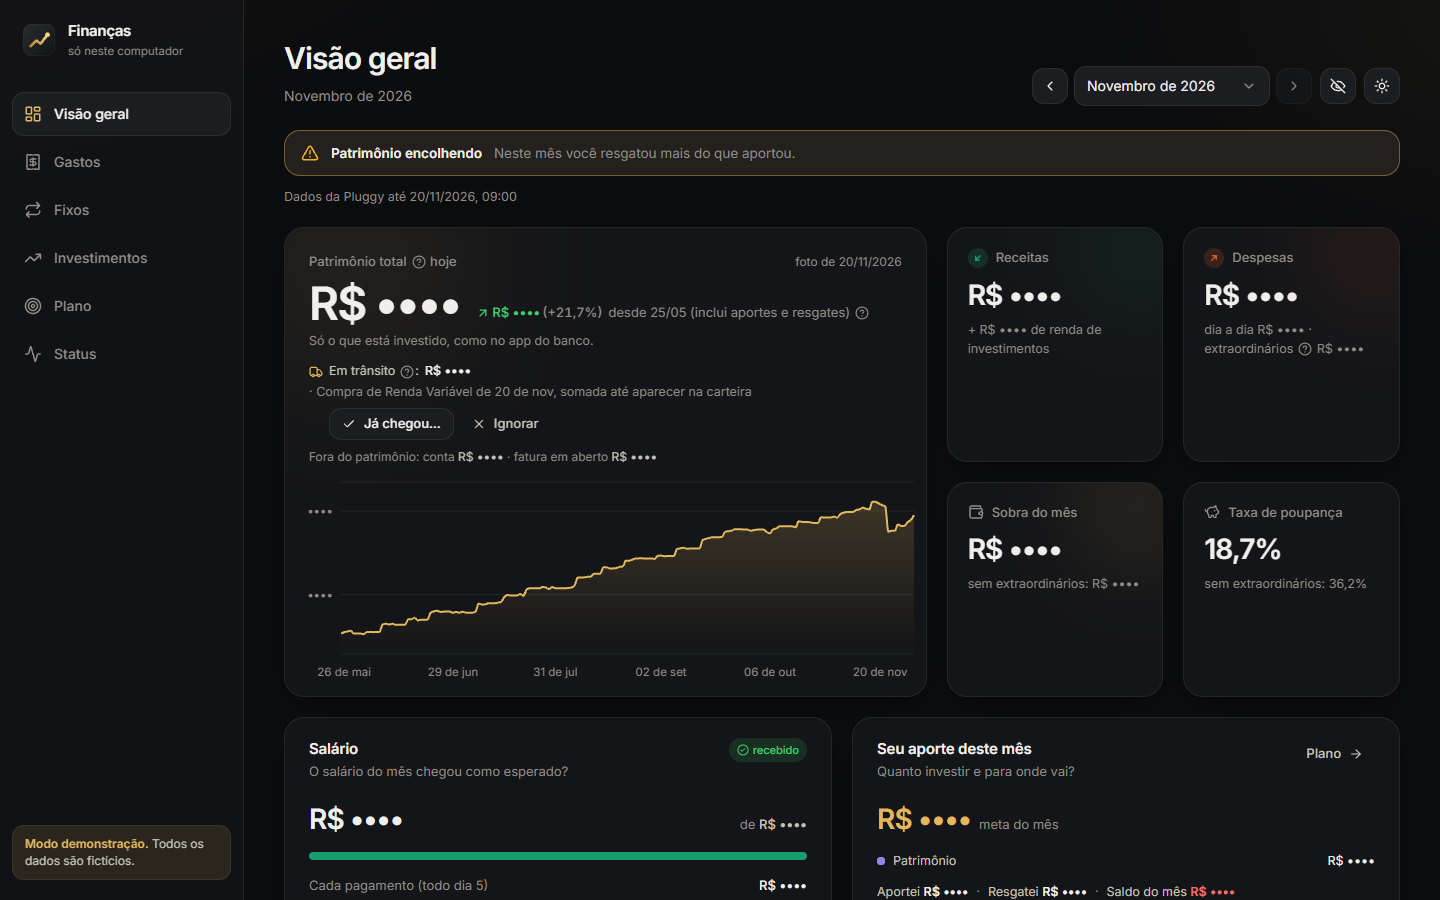 Finanças
só neste computador
Visão geral
Gastos
Fixos
Investimentos
Plano
Status
Modo demonstração. Todos os
dados são fictícios.
Visão geral
Novembro de 2026
Novembro de 2026
Patrimônio encolhendo Neste mês você resgatou mais do que aportou.
Dados da Pluggy até 20/11/2026, 09:00
Patrimônio total hoje
foto de 20/11/2026
R$ ••••
R$ •••• (+21,7%) desde 25/05 (inclui aportes e resgates)
Só o que está investido, como no app do banco.
Em trânsito : R$ ••••
· Compra de Renda Variável de 20 de nov, somada até aparecer na carteira
Já chegou...
Ignorar
Fora do patrimônio: conta R$ •••• · fatura em aberto R$ ••••
••••
••••
26 de mai
29 de jun
31 de jul
02 de set
06 de out
20 de nov
Receitas
R$ ••••
+ R$ •••• de renda de
investimentos
Despesas
R$ ••••
dia a dia R$ •••• ·
extraordinários R$ ••••
Sobra do mês
R$ ••••
sem extraordinários: R$ ••••
Taxa de poupança
18,7%
sem extraordinários: 36,2%
Salário
recebido
O salário do mês chegou como esperado?
R$ ••••
de R$ ••••
Cada pagamento (todo dia 5)
R$ ••••
Seu aporte deste mês
Plano
Quanto investir e para onde vai?
R$ •••• meta do mês
Patrimônio
R$ ••••
Aportei R$ •••• · Resgatei R$ •••• · Saldo do mês R$ ••••